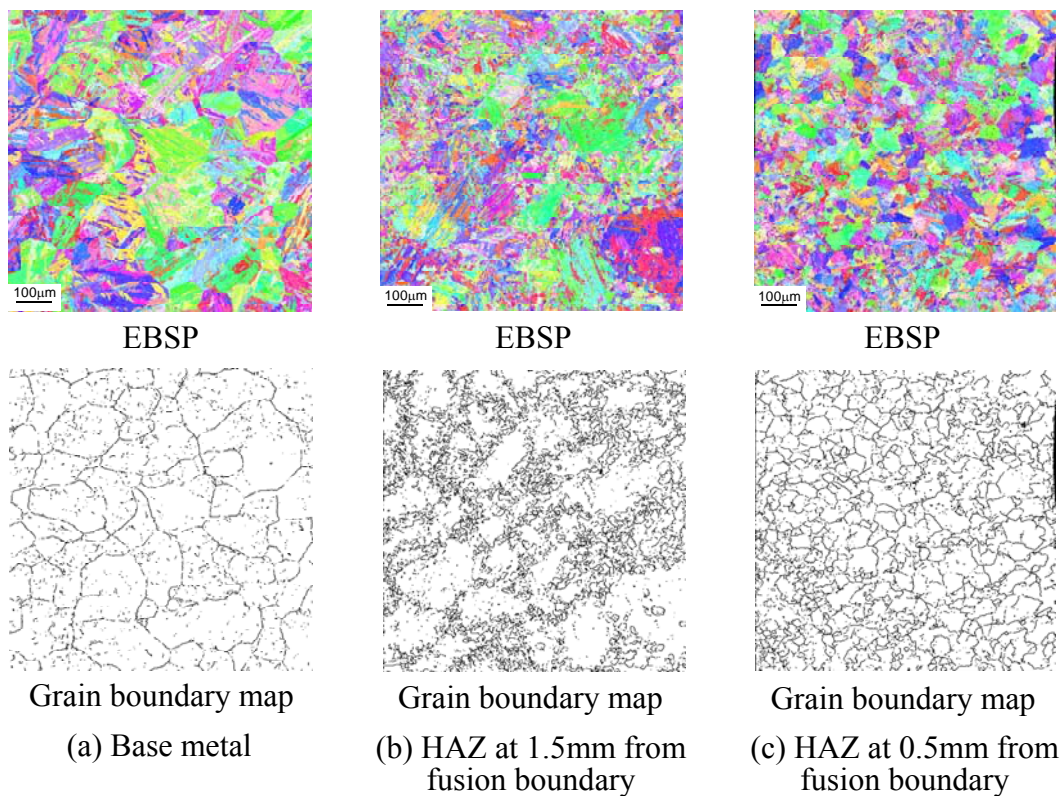 100μm
100μm
100μm
EBSP
EBSP
EBSP
Grain boundary map
Grain boundary map
Grain boundary map
(a) Base metal
(b) HAZ at 1.5mm from
fusion boundary
(c) HAZ at 0.5mm from
fusion boundary